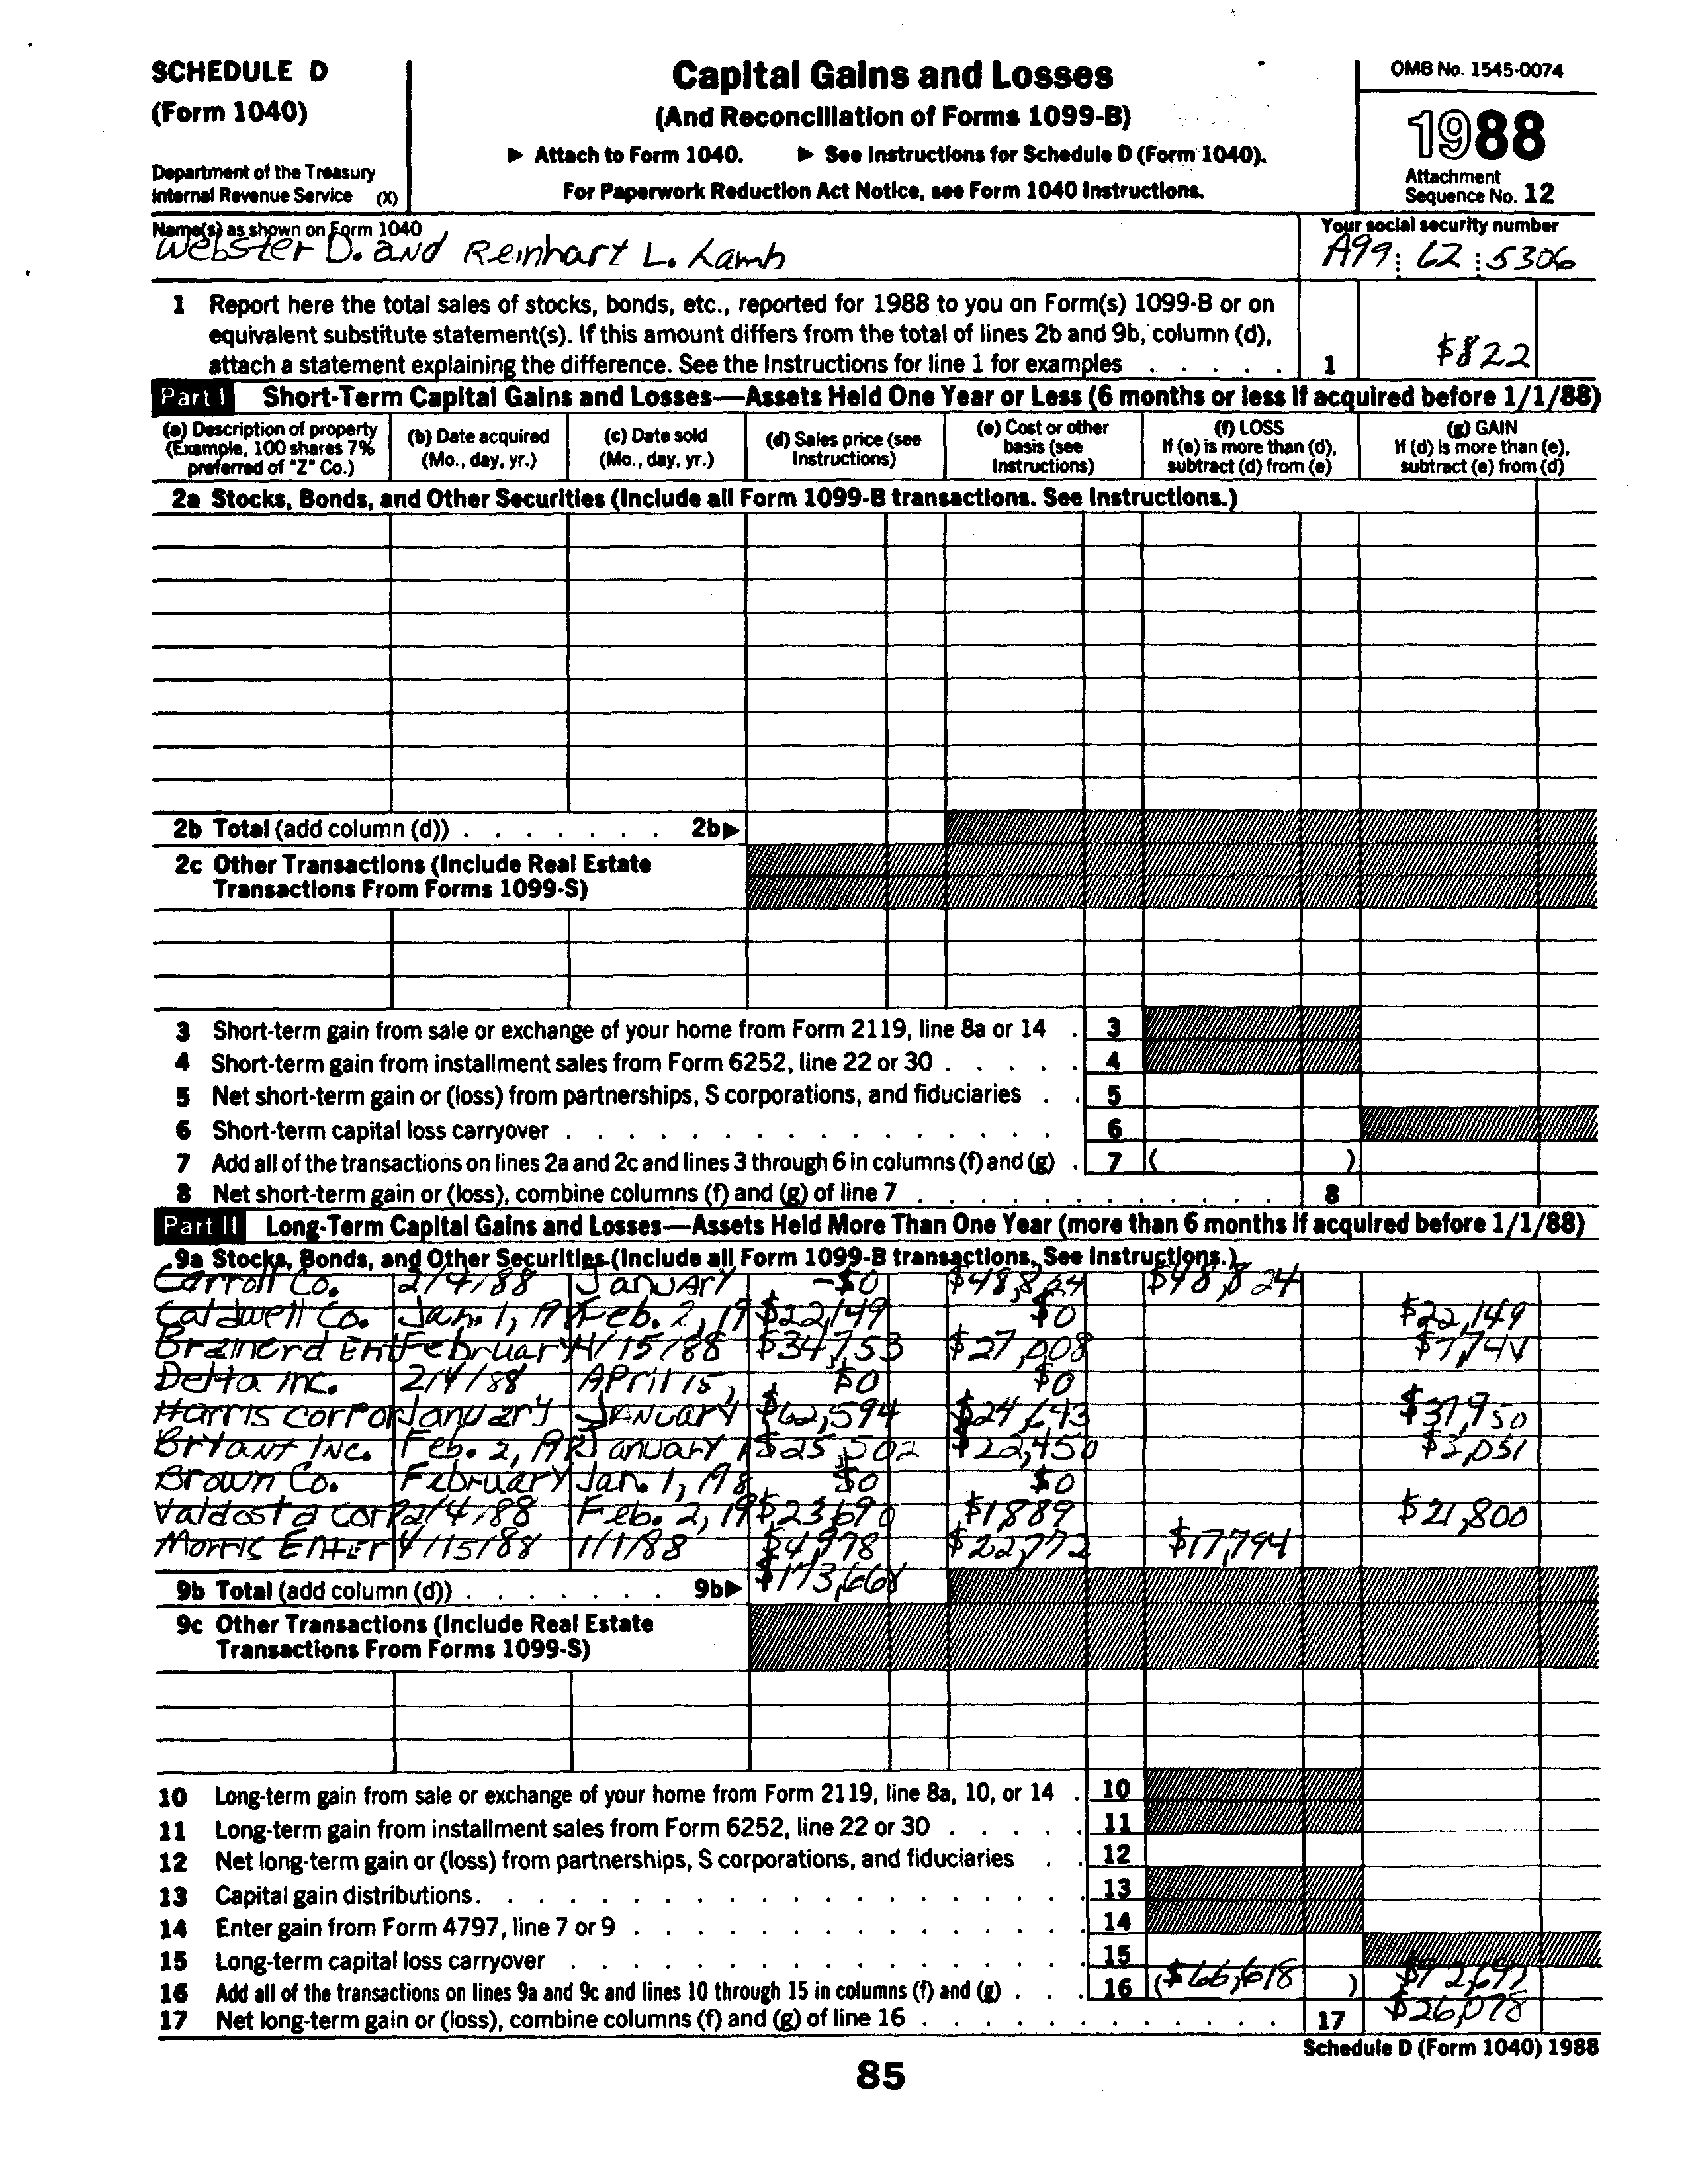 SCHEDULE D
(Form 1040)
Department of the Treasury
Internal Revenue Service (X)
Capital Gains and Losses
(And Reconciliation of Forms 1099-B)
▶ Attach to Form 1040. ▶ See Instructions for Schedule D (Form 1040).
For Paperwork Reduction Act Notice, see Form 1040 Instructions.
OMB No. 1545-0074
1988
Attachment
Sequence No. 12
Name(s) as shown on Form 1040
Webster D. and Reinhart L. Lamb
Your social security number
A99 62 5306
1 Report here the total sales of stocks, bonds, etc., reported for 1988 to you on Form(s) 1099-B or on
equivalent substitute statement(s). If this amount differs from the total of lines 2b and 9b, column (d),
attach a statement explaining the difference. See the Instructions for line 1 for examples . . . . . 1 $822
Part I Short-Term Capital Gains and Losses—Assets Held One Year or Less (6 months or less if acquired before 1/1/88)
(a) Description of property
(Example, 100 shares 7%
preferred of "Z" Co.)
(b) Date acquired
(Mo., day, yr.)
(c) Date sold
(Mo., day, yr.)
(d) Sales price (see
Instructions)
(e) Cost or other
basis (see
Instructions)
(f) LOSS
If (e) is more than (d),
subtract (d) from (e)
(g) GAIN
If (d) is more than (e),
subtract (e) from (d)
2a Stocks, Bonds, and Other Securities (Include all Form 1099-B transactions. See Instructions.)
2b Total (add column (d)) . . . . . . . 2b▶
2c Other Transactions (Include Real Estate
Transactions From Forms 1099-S)
3 Short-term gain from sale or exchange of your home from Form 2119, line 8a or 14 . 3
4 Short-term gain from installment sales from Form 6252, line 22 or 30 . . . . . 4
5 Net short-term gain or (loss) from partnerships, S corporations, and fiduciaries . . 5
6 Short-term capital loss carryover . . . . . . . . . . . . . . . . 6
7 Add all of the transactions on lines 2a and 2c and lines 3 through 6 in columns (f) and (g) . 7 ( )
8 Net short-term gain or (loss), combine columns (f) and (g) of line 7 . . . . . . . . . . . . 8
Part II Long-Term Capital Gains and Losses—Assets Held More Than One Year (more than 6 months if acquired before 1/1/88)
9a Stocks, Bonds, and Other Securities (Include all Form 1099-B transactions. See Instructions.)
Carroll Co. 2/4/88 January -$0 $48,824 $48,824
Caldwell Co. Jan. 1, 19 Feb. 2, 19 $22,149 $0 $22,149
Brainerd Ent February 4/15/88 $34,753 $27,008 $7,744
Delta Inc. 2/4/88 April 15, $0 $0
Harris Corpor January January $62,594 $24,643 $37,950
Bryant Inc. Feb. 2, 19 January 1 $25,502 $22,450 $3,051
Brown Co. February Jan. 1, 198 $0 $0
Valdosta Corp 2/4/88 Feb. 2, 19 $23,690 $1,889 $21,800
Morris Enter 4/15/88 1/1/88 $4,978 $22,772 $17,794
9b Total (add column (d)) . . . . . . . 9b▶ $173,668
9c Other Transactions (Include Real Estate
Transactions From Forms 1099-S)
10 Long-term gain from sale or exchange of your home from Form 2119, line 8a, 10, or 14 . 10
11 Long-term gain from installment sales from Form 6252, line 22 or 30 . . . . . 11
12 Net long-term gain or (loss) from partnerships, S corporations, and fiduciaries . . 12
13 Capital gain distributions. . . . . . . . . . . . . . . . . . . 13
14 Enter gain from Form 4797, line 7 or 9 . . . . . . . . . . . . . . 14
15 Long-term capital loss carryover . . . . . . . . . . . . . . . . 15
16 Add all of the transactions on lines 9a and 9c and lines 10 through 15 in columns (f) and (g) . . . 16 ($66,618) $92,697
17 Net long-term gain or (loss), combine columns (f) and (g) of line 16 . . . . . . . . . . . . 17 $26,078
Schedule D (Form 1040) 1988
85